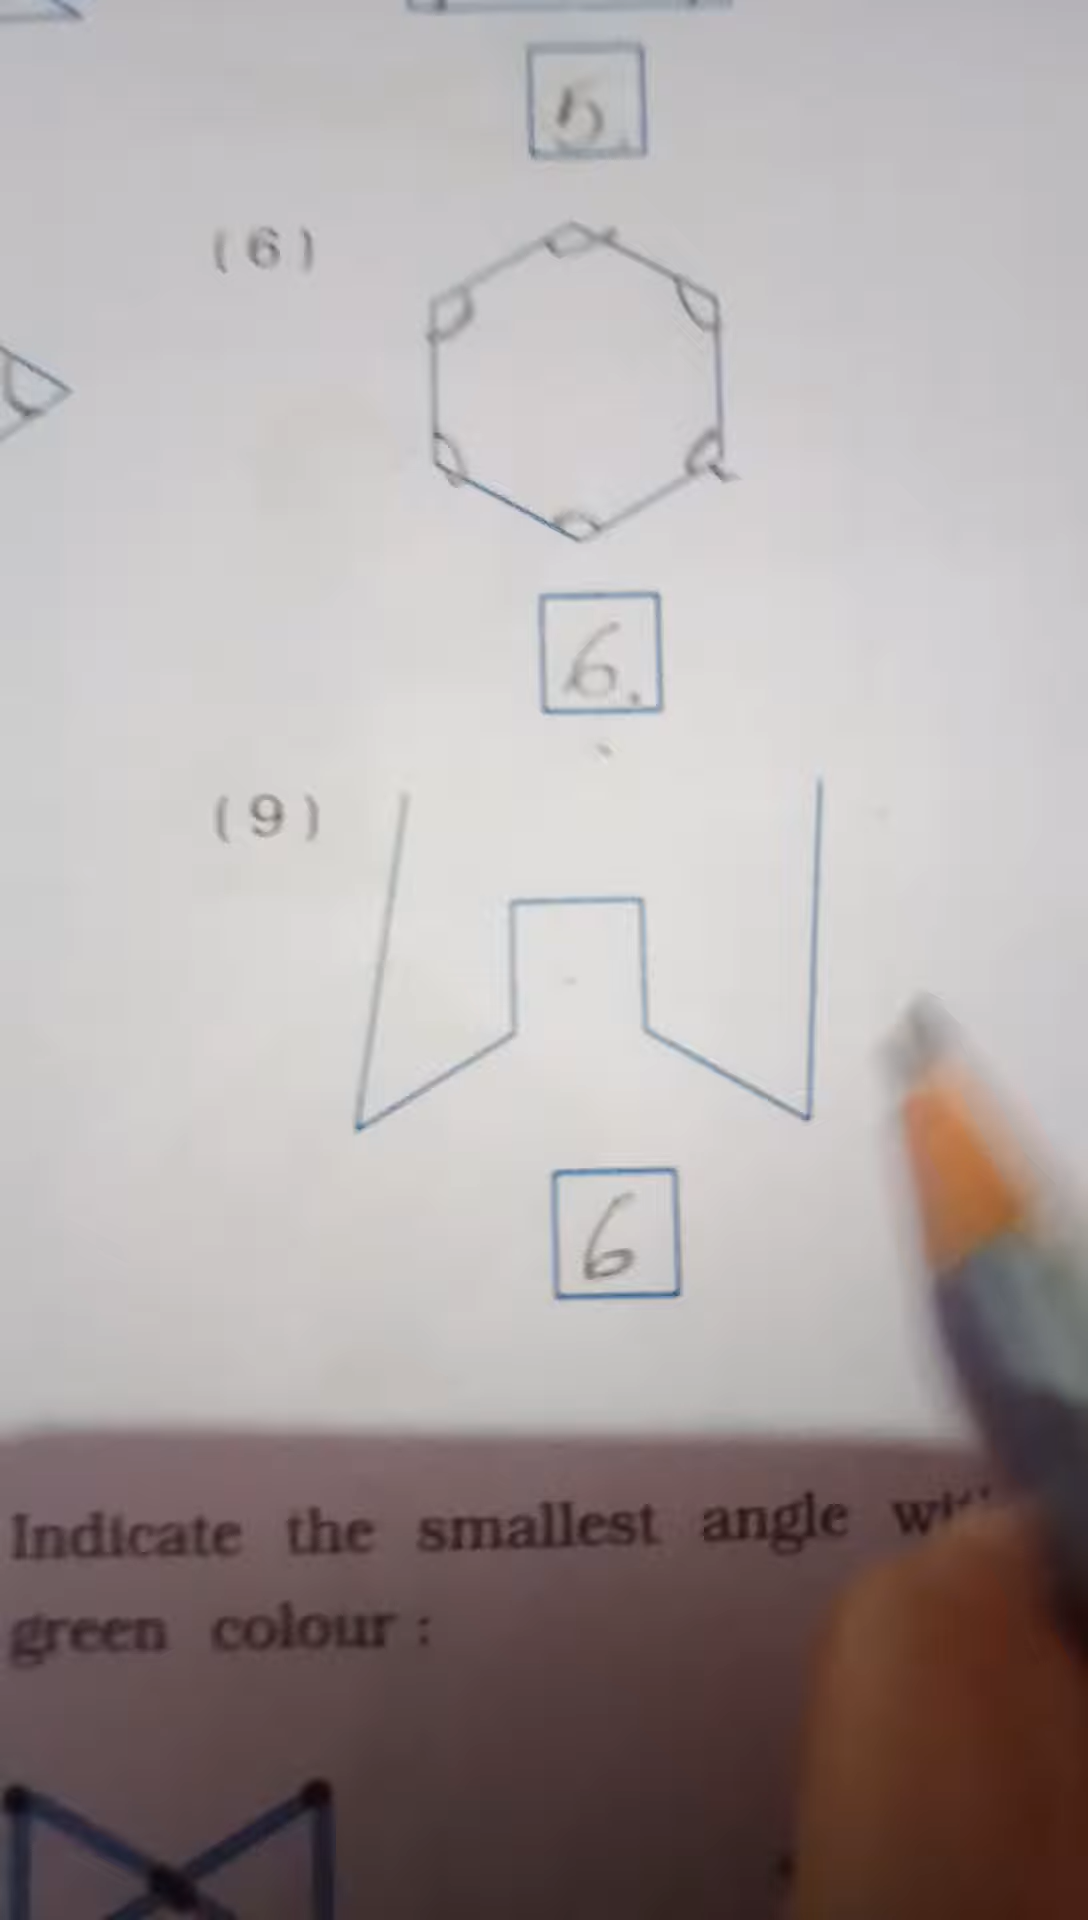 5
(6)
6.
(9)
6
Indicate the smallest angle
green colour :